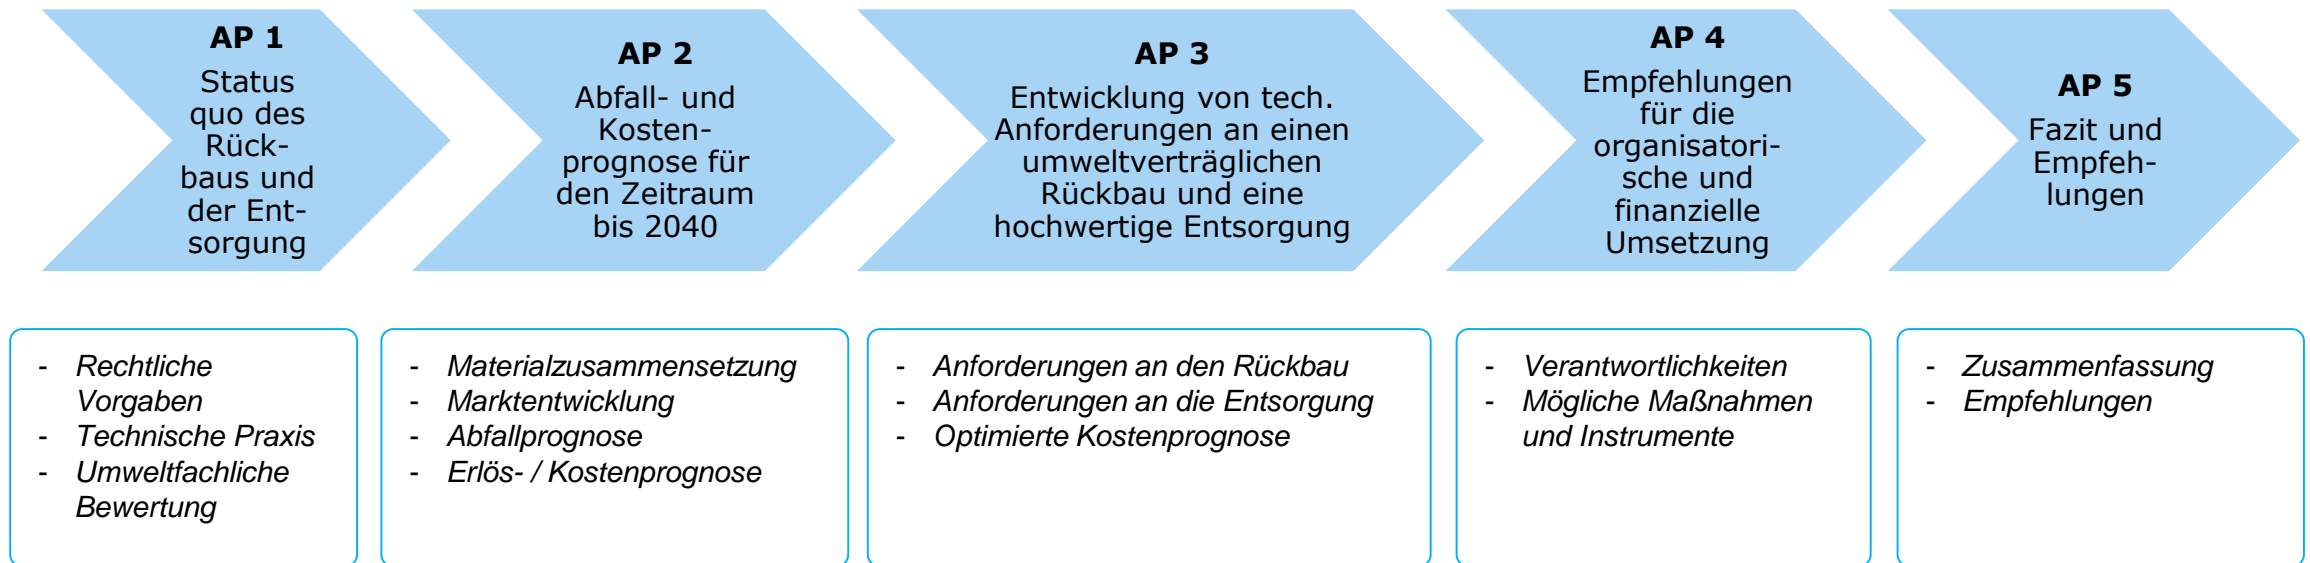 AP 1
Status
quo des
Rück-
baus und
der Ent-
sorgung
AP 2
Abfall- und
Kosten-
prognose für
den Zeitraum
bis 2040
AP 3
Entwicklung von tech.
Anforderungen an einen
umweltverträglichen
Rückbau und eine
hochwertige Entsorgung
AP 4
Empfehlungen
für die
organisatori-
sche und
finanzielle
Umsetzung
AP 5
Fazit und
Empfeh-
lungen
- Rechtliche
Vorgaben
- Technische Praxis
- Umweltfachliche
Bewertung
- Materialzusammensetzung
- Marktentwicklung
- Abfallprognose
- Erlös- / Kostenprognose
- Anforderungen an den Rückbau
- Anforderungen an die Entsorgung
- Optimierte Kostenprognose
- Verantwortlichkeiten
- Mögliche Maßnahmen
und Instrumente
- Zusammenfassung
- Empfehlungen